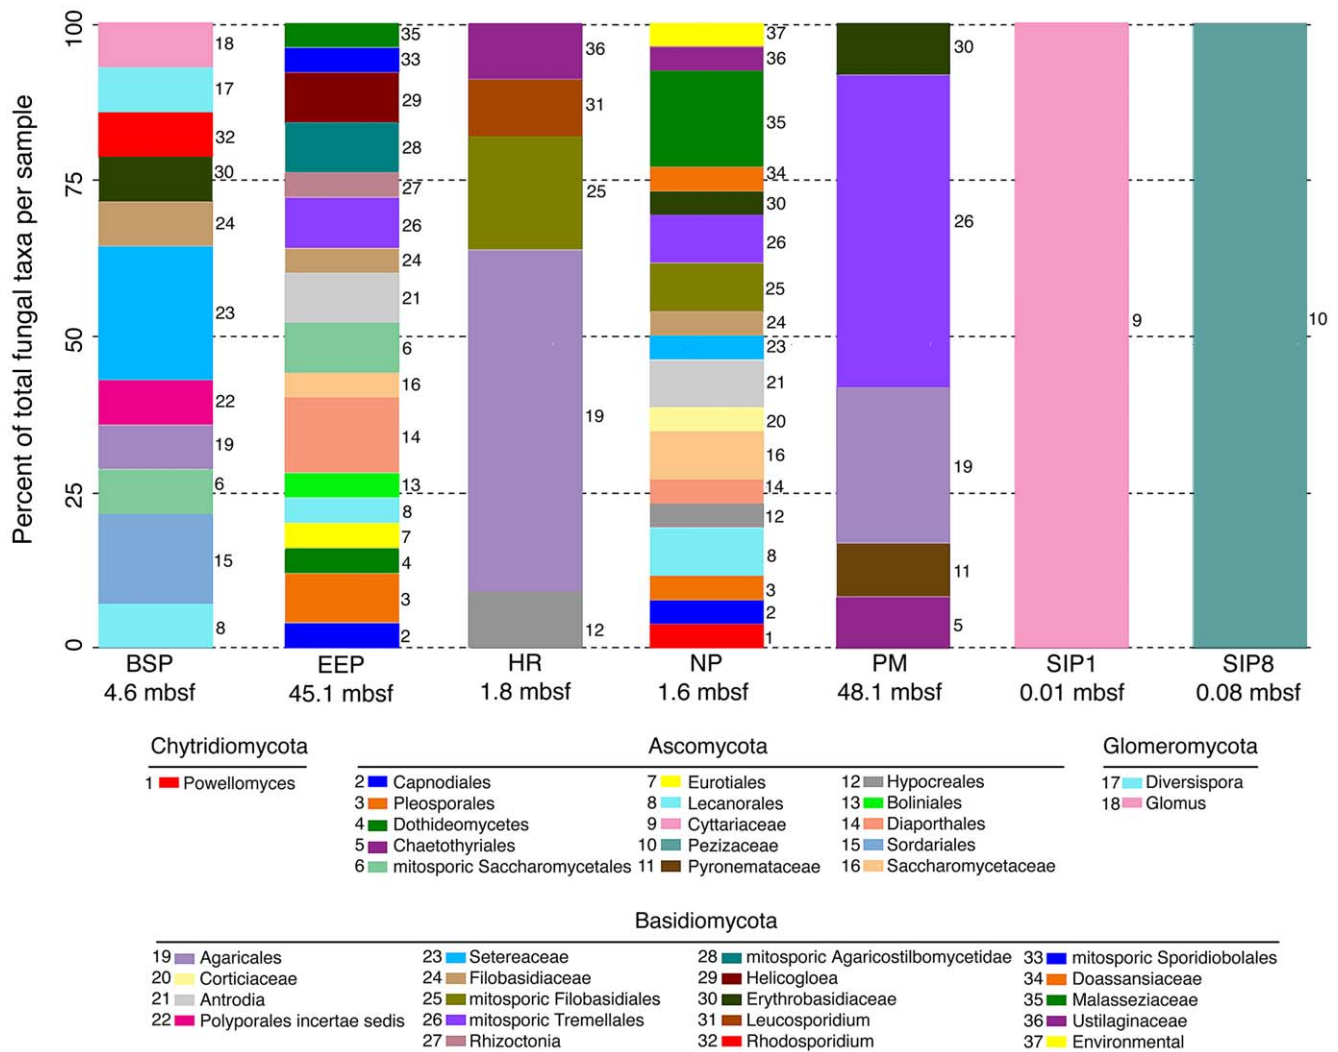 Percent of total fungal taxa per sample
100
75
50
25
0
18
17
32
30
24
23
22
19
6
15
8
35
33
29
28
27
26
24
21
6
16
14
13
8
7
4
3
2
36
31
25
19
12
37
36
35
34
30
26
25
24
23
21
20
16
14
12
8
3
2
1
30
26
19
11
5
9
10
BSP EEP HR NP PM SIP1 SIP8
4.6 mbsf 45.1 mbsf 1.8 mbsf 1.6 mbsf 48.1 mbsf 0.01 mbsf 0.08 mbsf
Chytridiomycota
1 Powellomyces
Ascomycota
2 Capnodiales
3 Pleosporales
4 Dothideomycetes
5 Chaetothyriales
6 mitosporic Saccharomycetales
7 Eurotiales
8 Lecanorales
9 Cyttariaceae
10 Pezizaceae
11 Pyronemataceae
12 Hypocreales
13 Boliniales
14 Diaporthales
15 Sordariales
16 Saccharomycetaceae
Glomeromycota
17 Diversispora
18 Glomus
Basidiomycota
19 Agaricales
20 Corticiaceae
21 Antrodia
22 Polyporales incertae sedis
23 Setereaceae
24 Filobasidiaceae
25 mitosporic Filobasidiales
26 mitosporic Tremellales
27 Rhizoctonia
28 mitosporic Agaricostilbomycetidae
29 Helicogloea
30 Erythrobasidiaceae
31 Leucosporidium
32 Rhodosporidium
33 mitosporic Sporidiobolales
34 Doassansiaceae
35 Malasseziaceae
36 Ustilaginaceae
37 Environmental